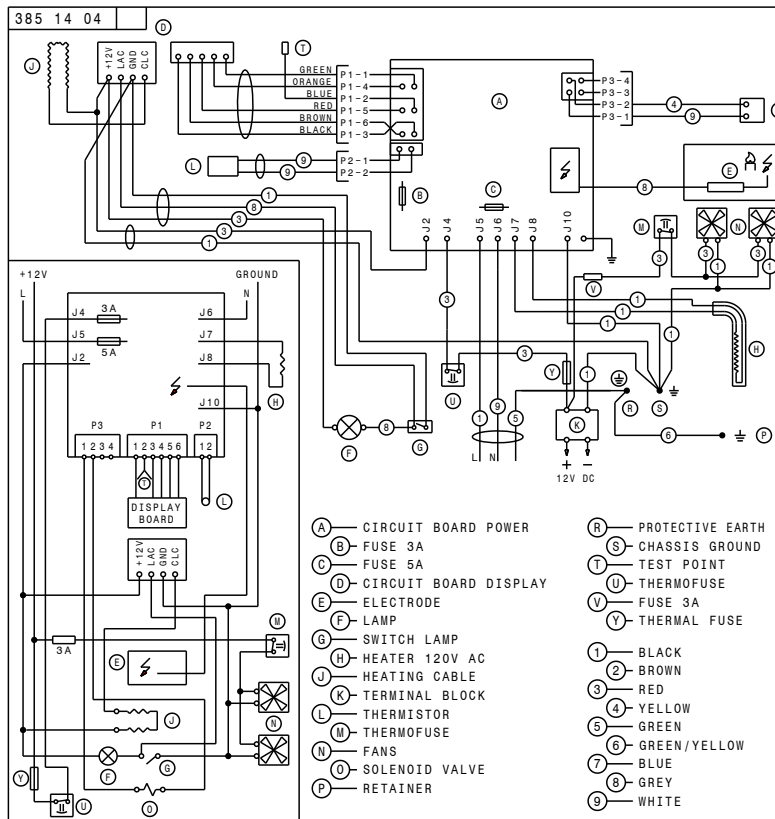 385 14 04
D
J
+12V
LAC
GND
CLC
T
GREEN
ORANGE
BLUE
RED
BROWN
BLACK
P1-1
P1-4
P1-2
P1-5
P1-6
P1-3
A
P3-4
P3-3
P3-2
P3-1
4
9
L
9
9
P2-1
P2-2
B
C
E
8
1
8
3
3
1
J2
J4
J5
J6
J7
J8
J10
M
N
3
3
1
3
1
V
3
1
1
1
1
H
3
3
U
Y
1
R
S
K
6
P
1
9
5
L
N
+
-
12V DC
F
8
G
+12V
GROUND
L
N
J4
3A
J6
J5
5A
J7
J2
J8
H
J10
P3
P1
P2
1234
123456
12
T
L
DISPLAY
BOARD
+12V
LAC
GND
CLC
M
3A
E
J
N
F
G
Y
U
O
A CIRCUIT BOARD POWER
B FUSE 3A
C FUSE 5A
D CIRCUIT BOARD DISPLAY
E ELECTRODE
F LAMP
G SWITCH LAMP
H HEATER 120V AC
J HEATING CABLE
K TERMINAL BLOCK
L THERMISTOR
M THERMOFUSE
N FANS
O SOLENOID VALVE
P RETAINER
R PROTECTIVE EARTH
S CHASSIS GROUND
T TEST POINT
U THERMOFUSE
V FUSE 3A
Y THERMAL FUSE
1 BLACK
2 BROWN
3 RED
4 YELLOW
5 GREEN
6 GREEN/YELLOW
7 BLUE
8 GREY
9 WHITE